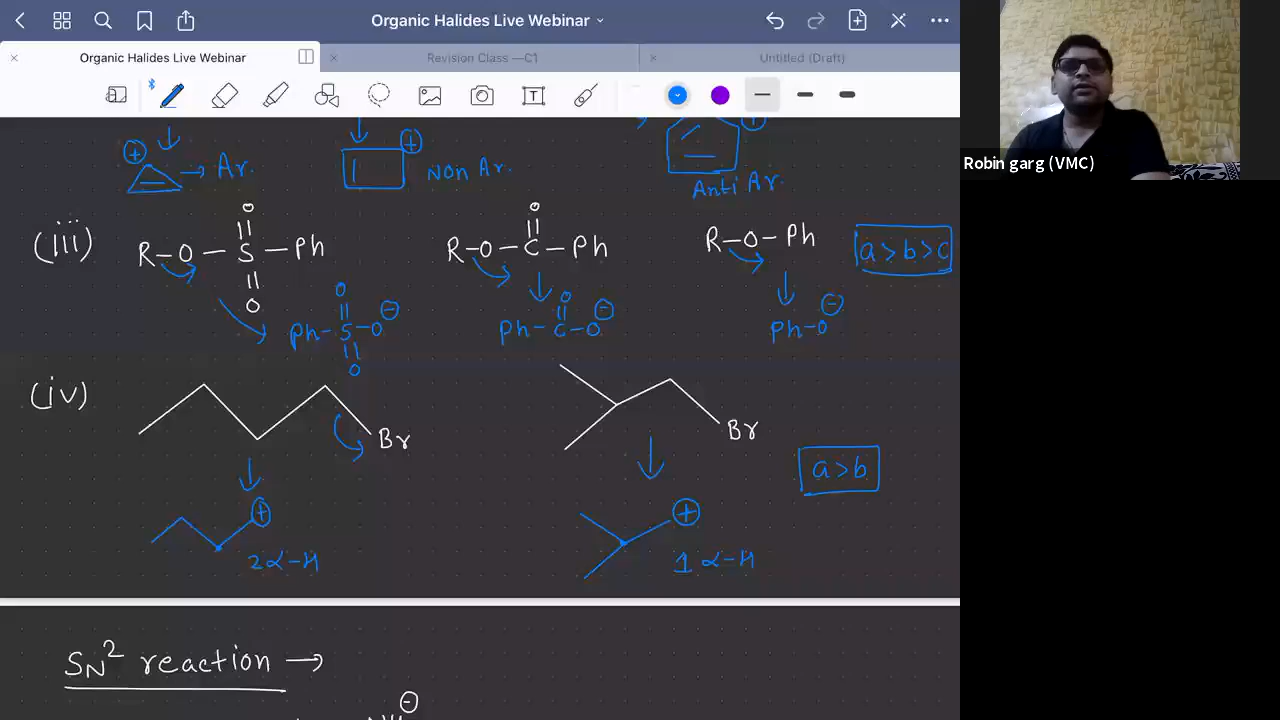 Organic Halides Live Webinar
Organic Halides Live Webinar
Revision Class —C1
Untitled (Draft)
Robin garg (VMC)
⊕ → Ar.
⊕ Non Ar.
⊕ Anti Ar.
(iii)
O
R-O-S-Ph
O
O
R-O-C-Ph
R-O-Ph
a>b>c
O
Ph-S-O⊖
O
O
Ph-C-O⊖
Ph-O⊖
(iv)
Br
Br
a>b
⊕
2α-H
⊕
1 α-H
SN2 reaction →
⊖